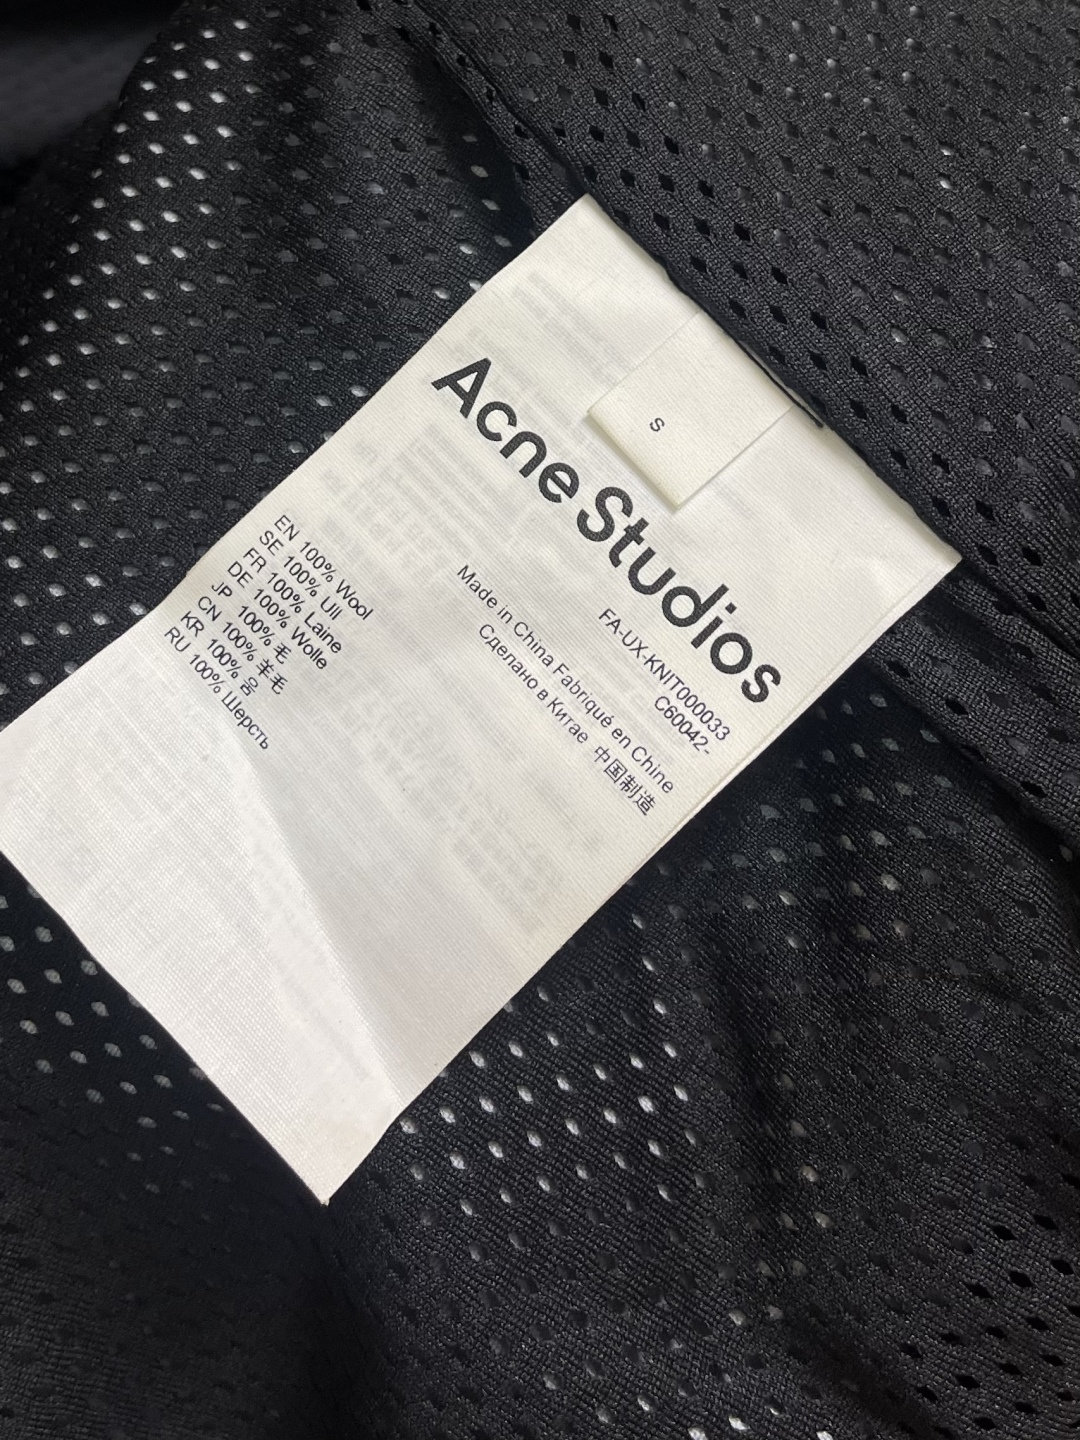 S
Acne Studios
FA-UX-KNIT000033
C60042-
Made in China Fabriqué en Chine
Сделано в Китае 中国制造
EN 100% Wool
SE 100% Ull
FR 100% Laine
DE 100% Wolle
JP 100% 毛
CN 100% 羊毛
KR 100% 울
RU 100% Шерсть